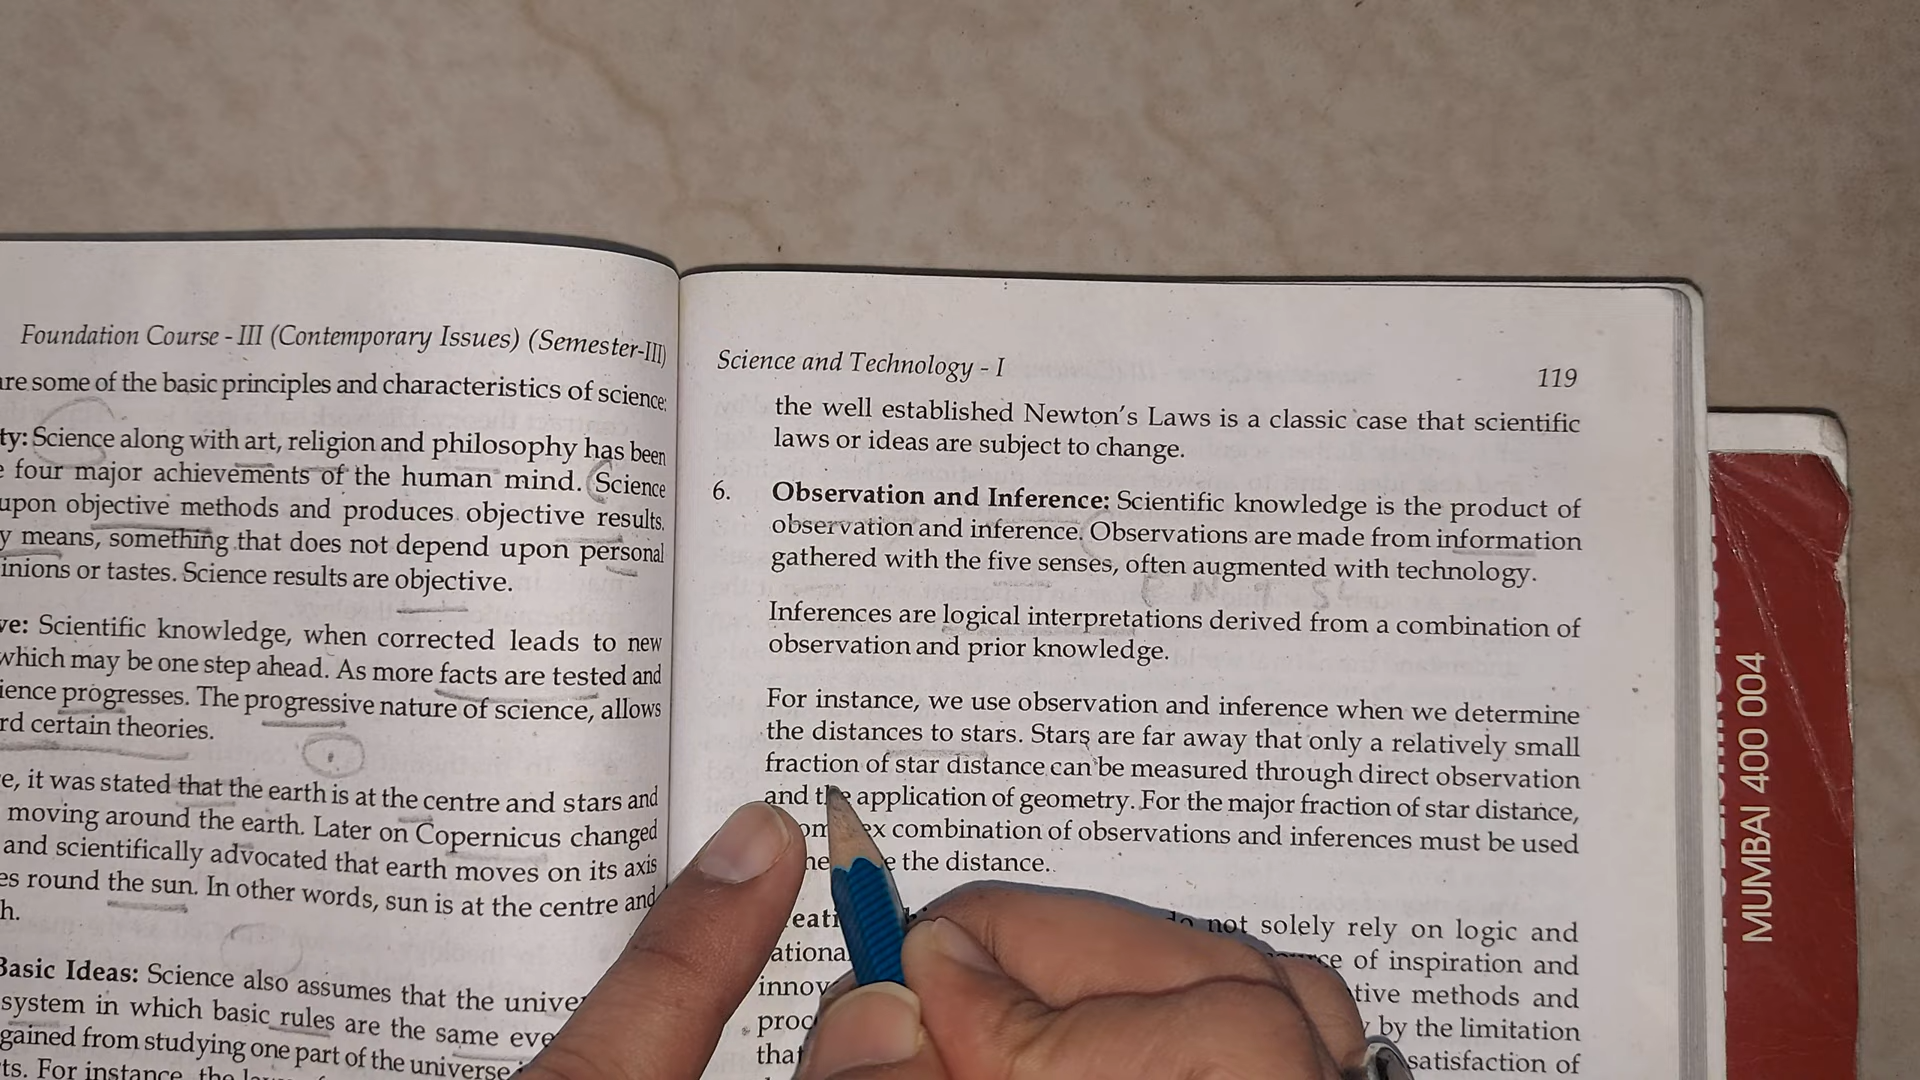 Foundation Course - III (Contemporary Issues) (Semester-III)
are some of the basic principles and characteristics of science:
ty: Science along with art, religion and philosophy has been
e four major achievements of the human mind. Science
upon objective methods and produces objective results.
y means, something that does not depend upon personal
inions or tastes. Science results are objective.
ve: Scientific knowledge, when corrected leads to new
which may be one step ahead. As more facts are tested and
ience progresses. The progressive nature of science, allows
rd certain theories.
e, it was stated that the earth is at the centre and stars and
moving around the earth. Later on Copernicus changed
and scientifically advocated that earth moves on its axis
es round the sun. In other words, sun is at the centre and
h.
Basic Ideas: Science also assumes that the unive
system in which basic rules are the same eve
gained from studying one part of the universe
ts. For instance, the
Science and Technology - I
119
the well established Newton's Laws is a classic case that scientific
laws or ideas are subject to change.
6. Observation and Inference: Scientific knowledge is the product of
observation and inference. Observations are made from information
gathered with the five senses, often augmented with technology.
Inferences are logical interpretations derived from a combination of
observation and prior knowledge.
For instance, we use observation and inference when we determine
the distances to stars. Stars are far away that only a relatively small
fraction of star distance can be measured through direct observation
and the application of geometry. For the major fraction of star distance,
ex combination of observations and inferences must be used
the distance.
not solely rely on logic and
of inspiration and
innov tive methods and
proc by the limitation
that satisfaction of
MUMBAI 400 004